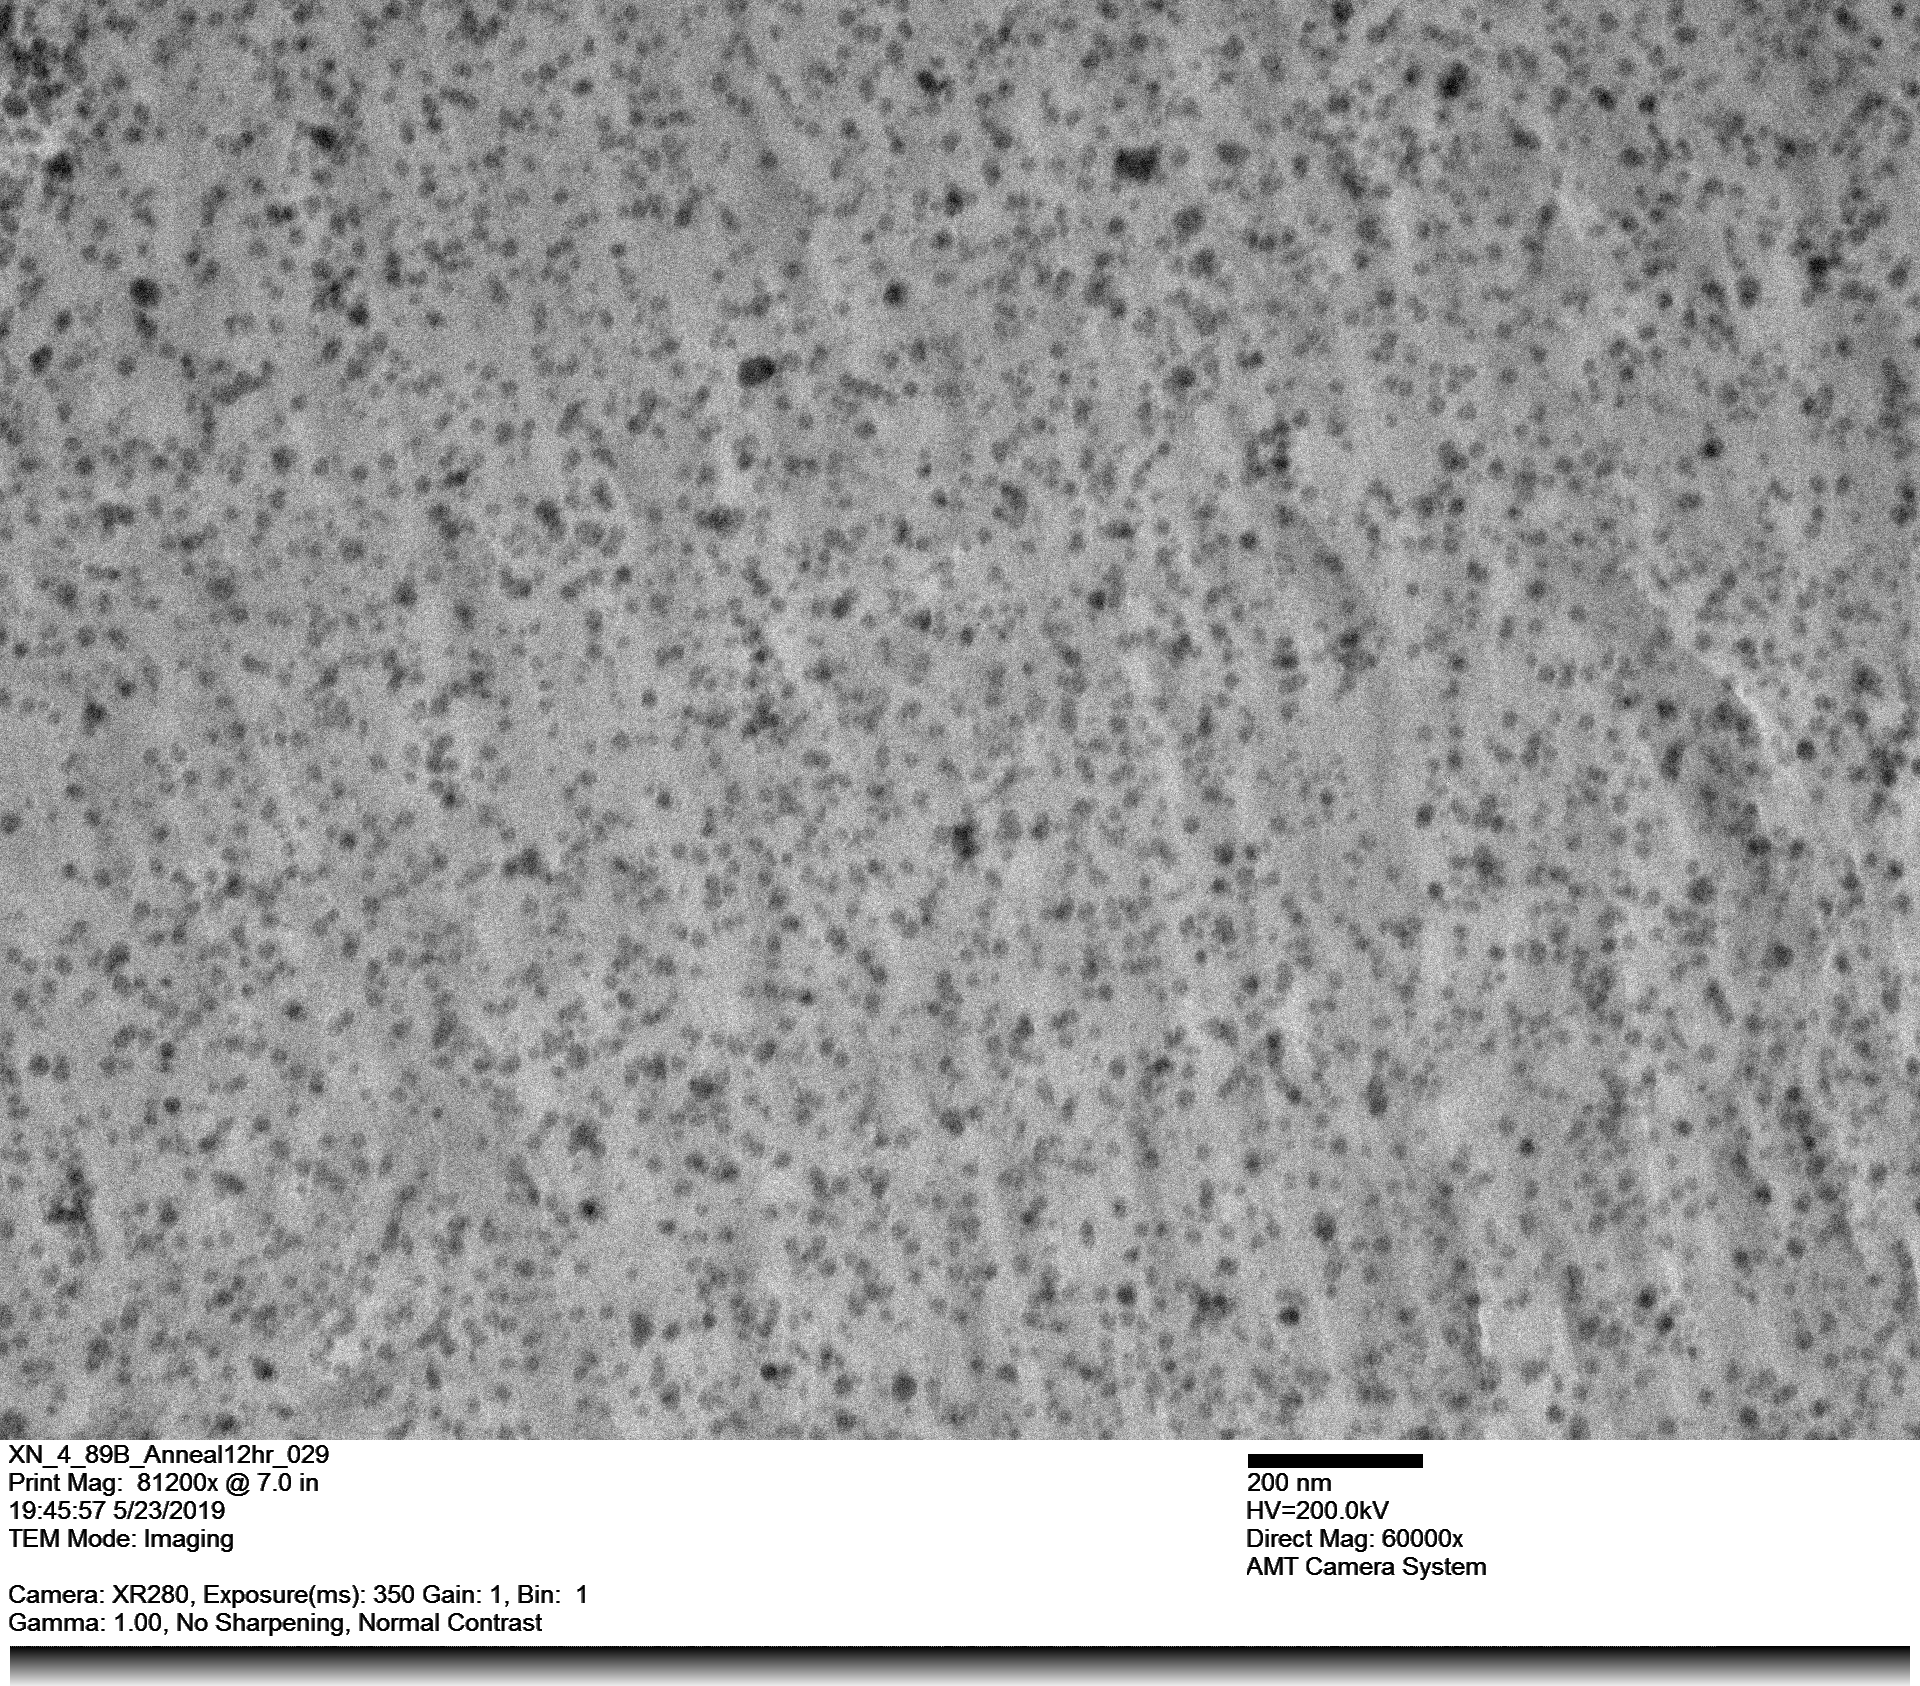 XN_4_89B_Anneal12hr_029
Print Mag:  81200x @ 7.0 in
19:45:57 5/23/2019
TEM Mode: Imaging
Camera: XR280, Exposure(ms): 350 Gain: 1, Bin:  1
Gamma: 1.00, No Sharpening, Normal Contrast
200 nm
HV=200.0kV
Direct Mag: 60000x
AMT Camera System